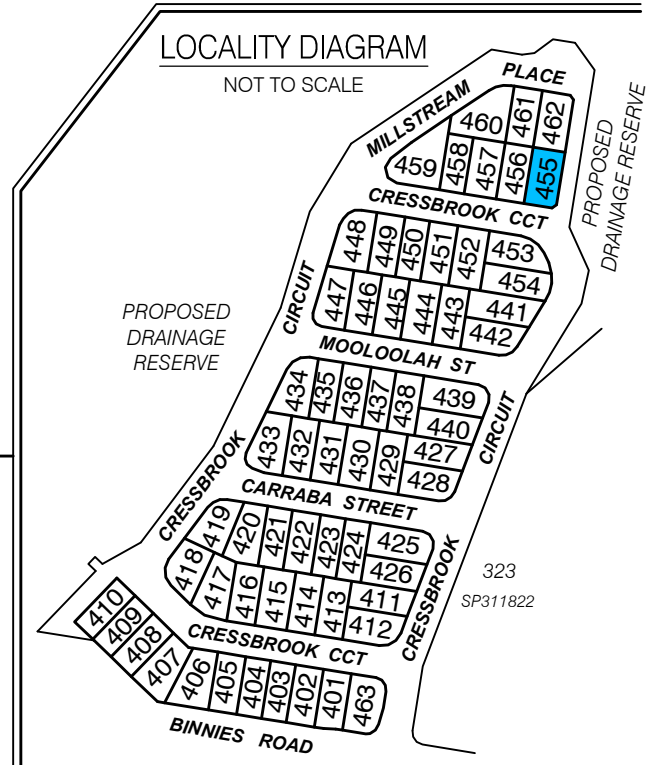 LOCALITY DIAGRAM
NOT TO SCALE
MILLSTREAM PLACE
460 461 462
459 458 457 456 455
PROPOSED
DRAINAGE RESERVE
CRESSBROOK CCT
448 449 450 451 452 453
454
447 446 445 444 443 441
442
CIRCUIT
PROPOSED
DRAINAGE
RESERVE
MOOLOOLAH ST
434 435 436 437 438 439
440
433 432 431 430 429 427
428
CIRCUIT
CRESSBROOK
CARRABA STREET
418 419 420 421 422 423 424 425
426
417 416 415 414 413 411
412
CRESSBROOK
323
SP311822
CRESSBROOK CCT
410 409 408 407 406 405 404 403 402 401 463
BINNIES ROAD